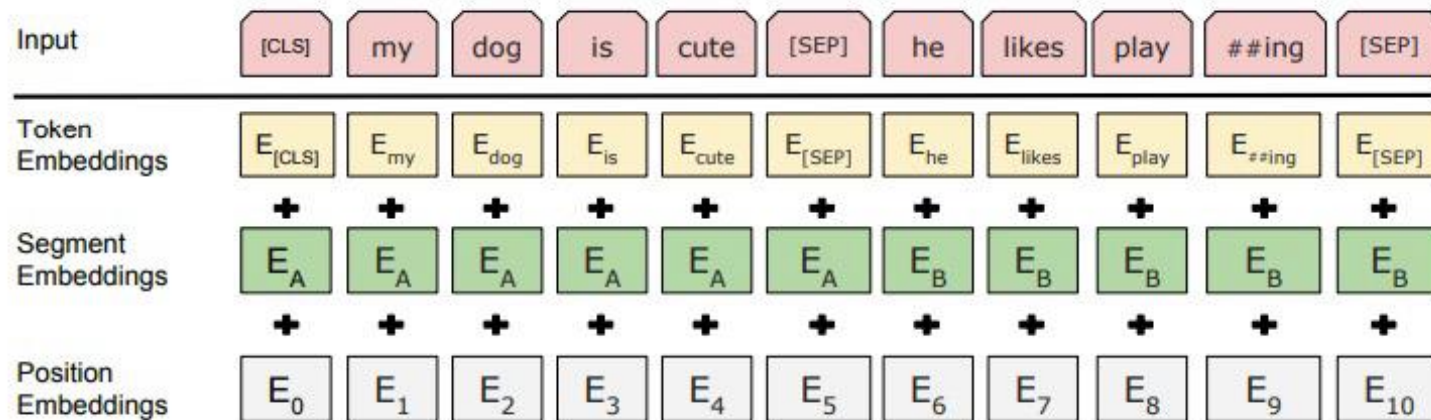 Input [CLS] my dog is cute [SEP] he likes play ##ing [SEP]
Token Embeddings E[CLS] Emy Edog Eis Ecute E[SEP] Ehe Elikes Eplay E##ing E[SEP]
+ + + + + + + + + + +
Segment Embeddings EA EA EA EA EA EA EB EB EB EB EB
+ + + + + + + + + + +
Position Embeddings E0 E1 E2 E3 E4 E5 E6 E7 E8 E9 E10